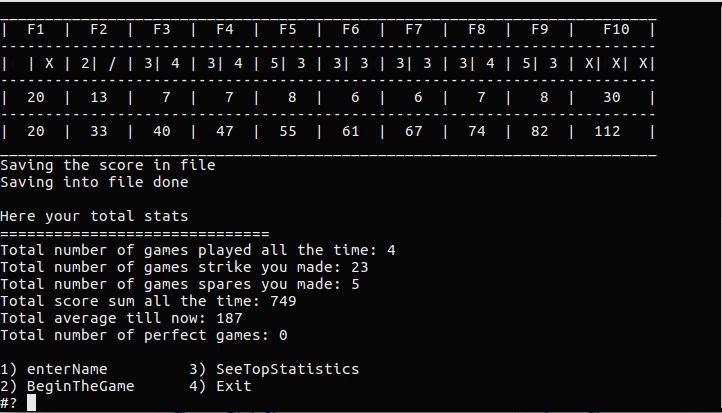 _________________________________________________________________________
|  F1  |  F2  |  F3  |  F4  |  F5  |  F6  |  F7  |  F8  |  F9  |   F10   |
-------------------------------------------------------------------------
|  | X | 2| / | 3| 4 | 3| 4 | 5| 3 | 3| 3 | 3| 3 | 3| 4 | 5| 3 | X| X| X|
-------------------------------------------------------------------------
|  20  |  13  |   7  |   7  |   8  |   6  |   6  |   7  |   8  |   30    |
-------------------------------------------------------------------------
|  20  |  33  |  40  |  47  |  55  |  61  |  67  |  74  |  82  |  112    |
_________________________________________________________________________
Saving the score in file
Saving into file done
Here your total stats
==============================
Total number of games played all the time: 4
Total number of games strike you made: 23
Total number of games spares you made: 5
Total score sum all the time: 749
Total average till now: 187
Total number of perfect games: 0
1) enterName         3) SeeTopStatistics
2) BeginTheGame      4) Exit
#?